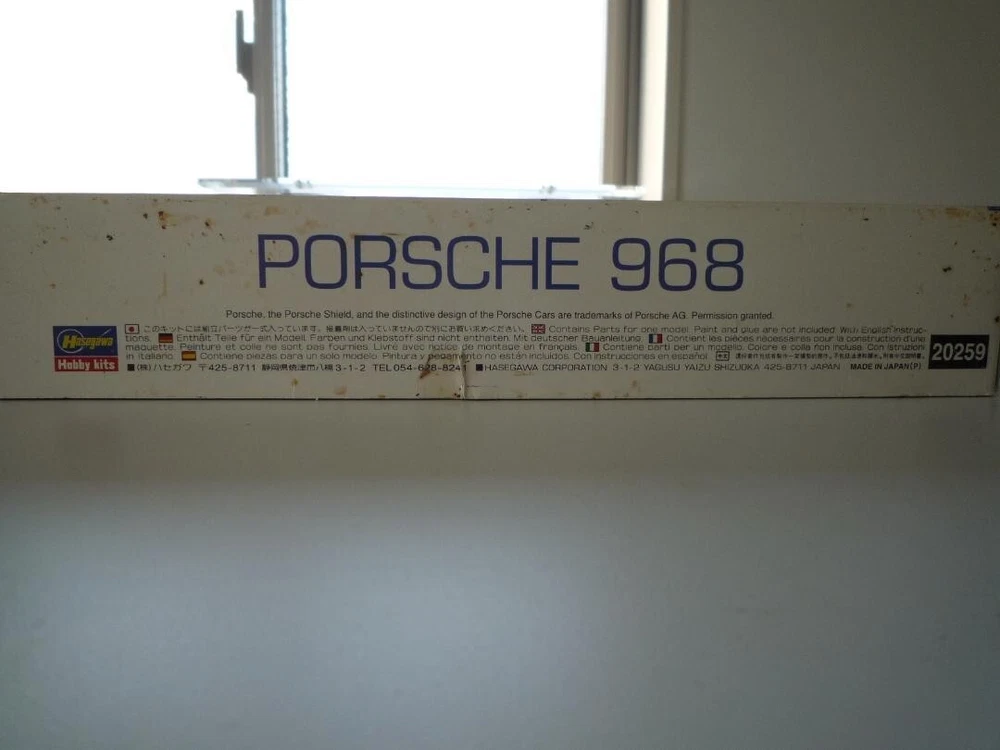 PORSCHE 968
Porsche. the Porsche Shield, and the distinctive design of the Porsche Cars are trademarks of Porsche AG. Permission granted.
このキットには組立パーツが一式入っています。接着剤は入っていませんので別にお買い求めください。 Contains Parts for one model. Paint and glue are not included. With English instruc-
tions. Enthält Teile für ein Modell. Farben und Klebstoff sind nicht enthalten. Mit deutscher Bauanleitung. Contient les pièces nécessaires pour la construction d'une
maquette. Peinture et colle ne sont pas fournies. Livré avec notice de montage en français. Contiene parti per un modello. Colore e colla non inclusa. Con istruzioni
in italiano. Contiene piezas para un solo modelo. Pintura y pegamento no están incluidos. Con instrucciones en español.
■(株)ハセガワ 〒425-8711 静岡県焼津市八楠3-1-2 TEL 054-628-8241 ■HASEGAWA CORPORATION 3-1-2 YAGUSU YAIZU SHIZUOKA 425-8711 JAPAN MADE IN JAPAN(P)
Hasegawa
Hobby kits
20259